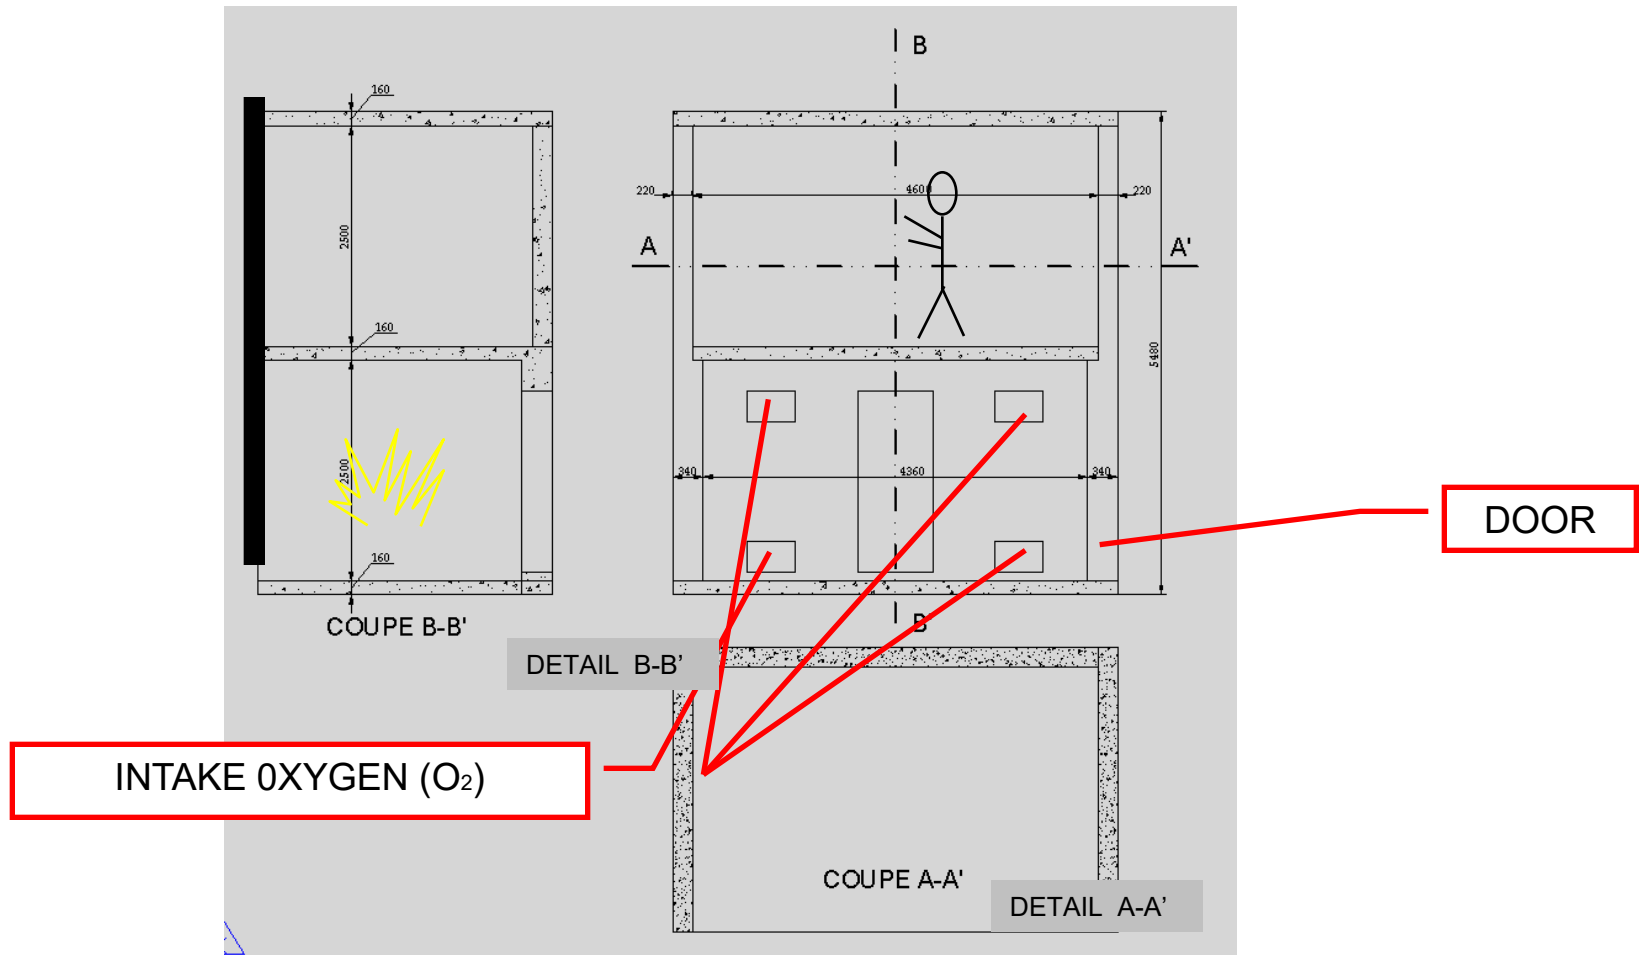 B
160
160
2500
220
4600
220
A
A'
160
2500
5480
340
4360
340
DOOR
160
COUPE B-B'
B'
DETAIL B-B’
INTAKE 0XYGEN (O₂)
COUPE A-A'
DETAIL A-A’